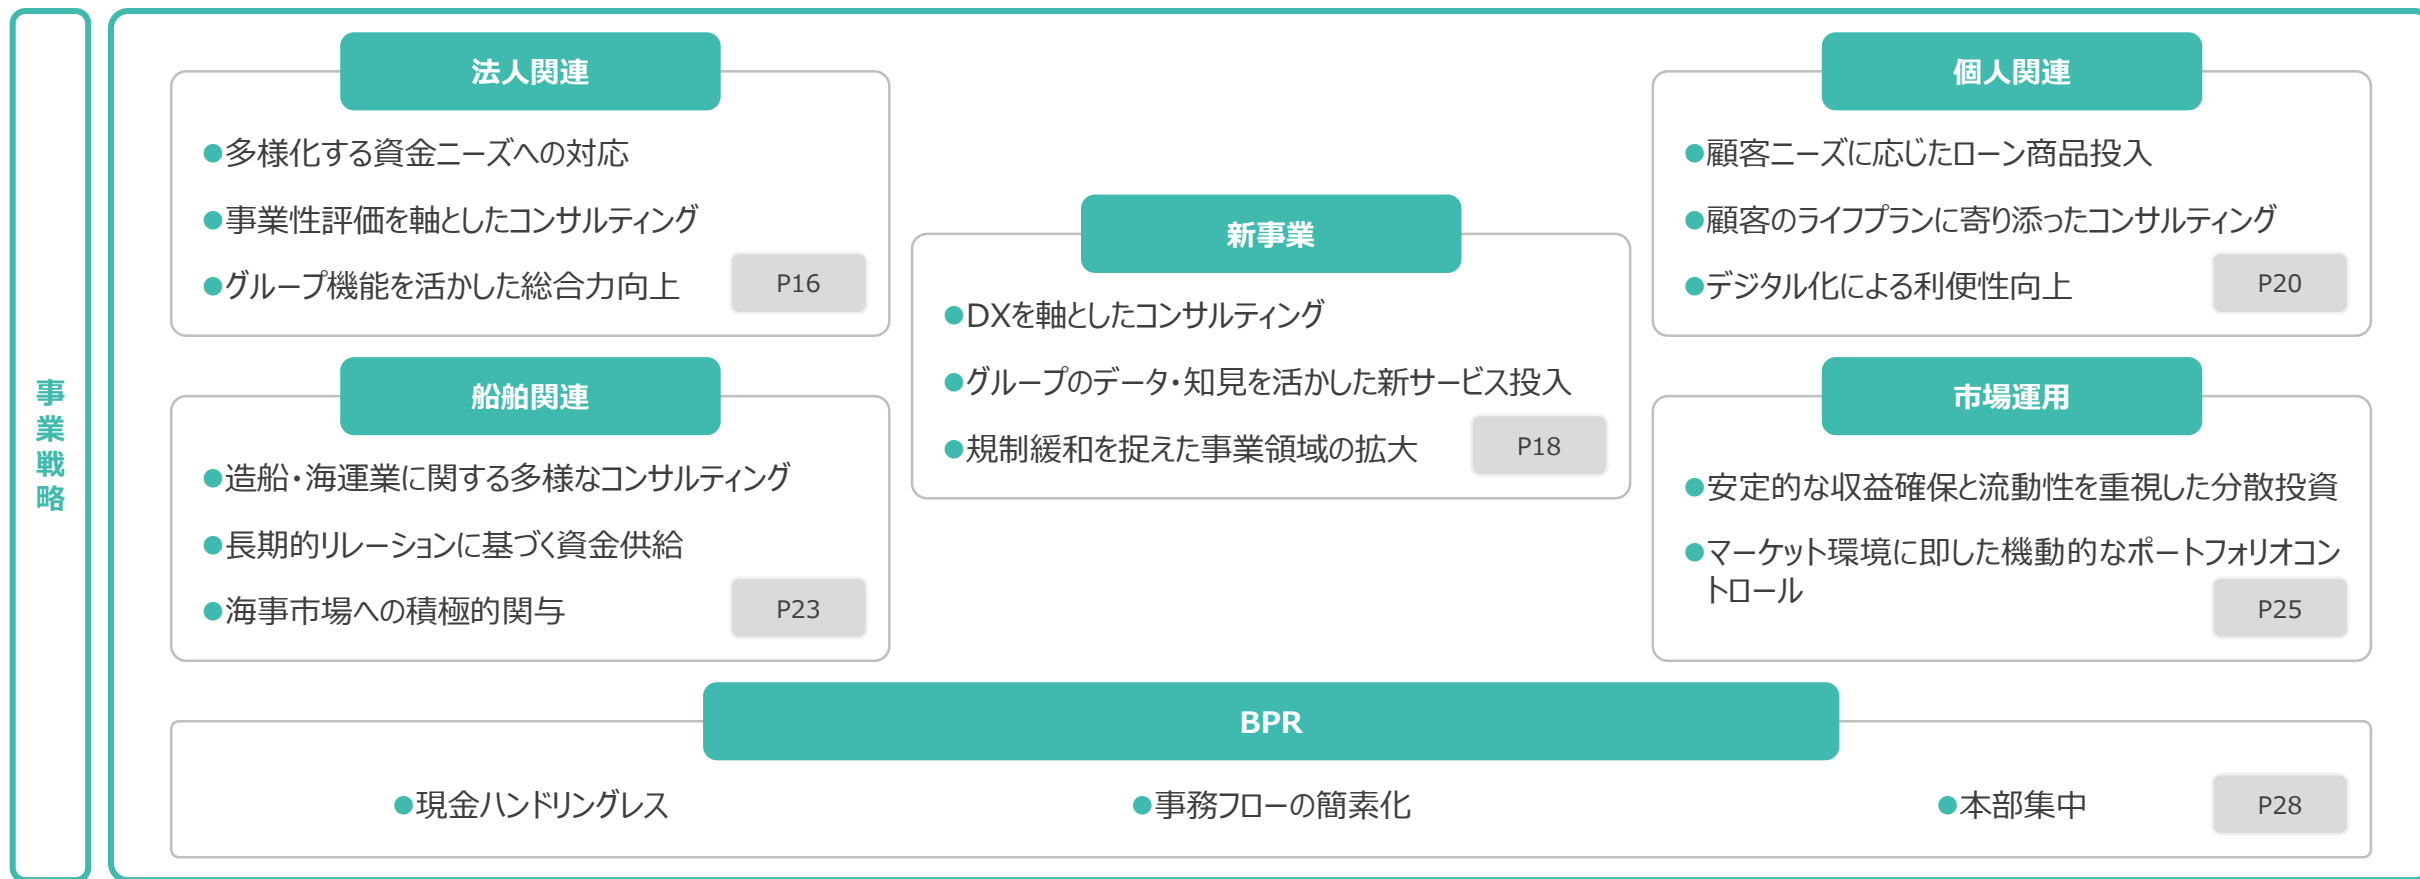 事業戦略
法人関連
●多様化する資金ニーズへの対応
●事業性評価を軸としたコンサルティング
●グループ機能を活かした総合力向上
P16
船舶関連
●造船・海運業に関する多様なコンサルティング
●長期的リレーションに基づく資金供給
●海事市場への積極的関与
P23
新事業
●DXを軸としたコンサルティング
●グループのデータ・知見を活かした新サービス投入
●規制緩和を捉えた事業領域の拡大
P18
個人関連
●顧客ニーズに応じたローン商品投入
●顧客のライフプランに寄り添ったコンサルティング
●デジタル化による利便性向上
P20
市場運用
●安定的な収益確保と流動性を重視した分散投資
●マーケット環境に即した機動的なポートフォリオコン
トロール
P25
BPR
●現金ハンドリングレス
●事務フローの簡素化
●本部集中
P28